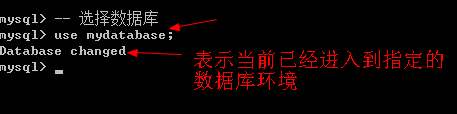 mysql> -- 选择数据库
mysql> use mydatabase;
Database changed
mysql> _
表示当前已经进入到指定的
数据库环境